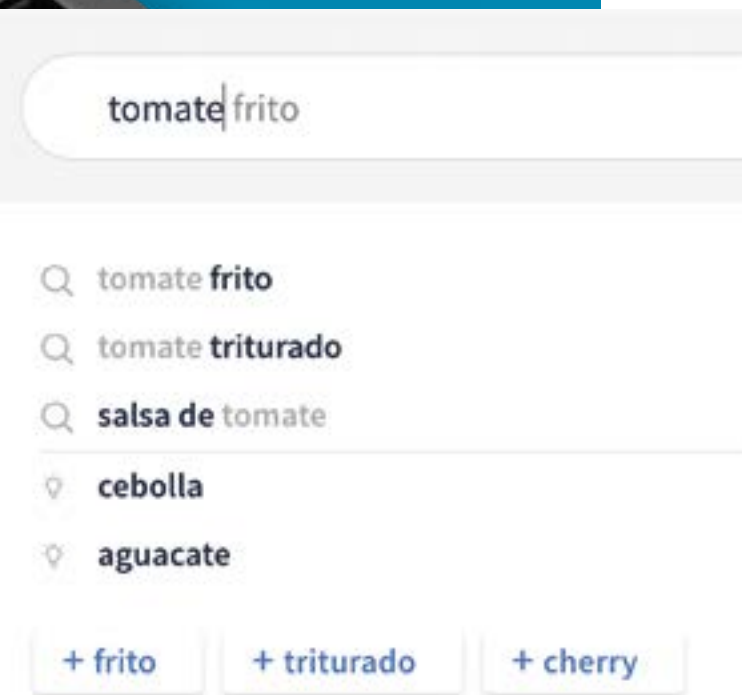 tomate frito
tomate frito
tomate triturado
salsa de tomate
cebolla
aguacate
+ frito + triturado + cherry